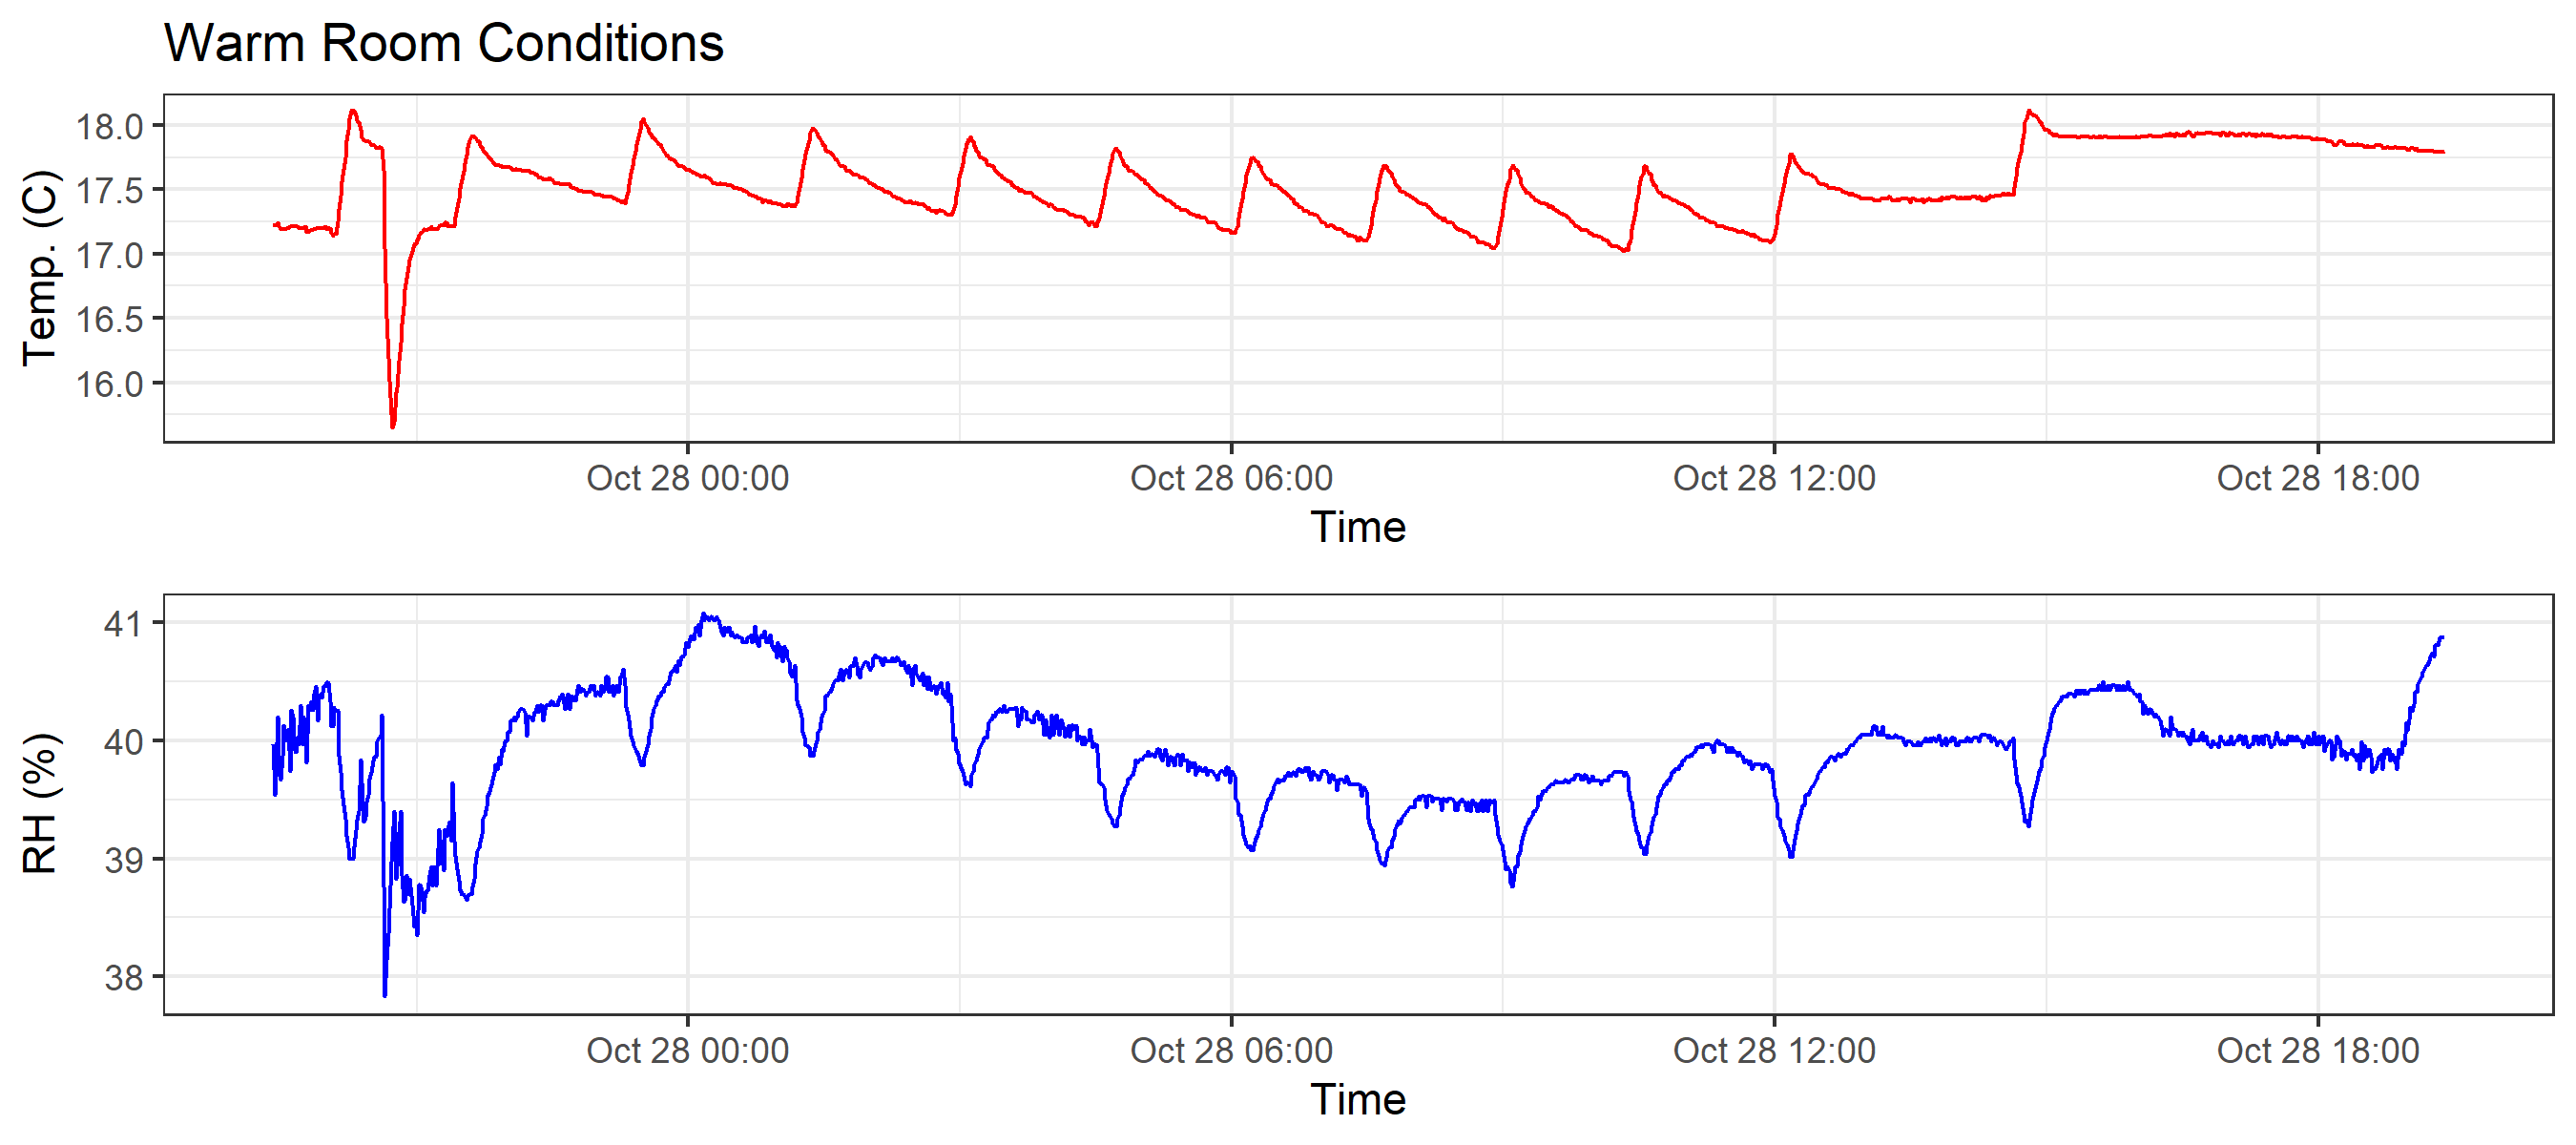 Warm Room Conditions
Temp. (C)
18.0
17.5
17.0
16.5
16.0
Oct 28 00:00 Oct 28 06:00 Oct 28 12:00 Oct 28 18:00
Time
RH (%)
41
40
39
38
Oct 28 00:00 Oct 28 06:00 Oct 28 12:00 Oct 28 18:00
Time